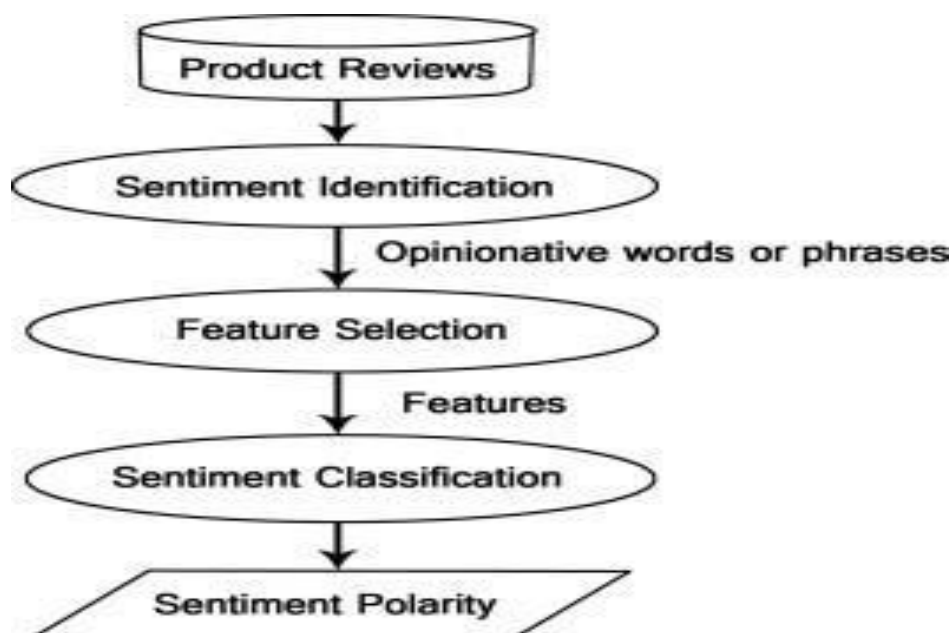 Product Reviews
Sentiment Identification
Opinionative words or phrases
Feature Selection
Features
Sentiment Classification
Sentiment Polarity